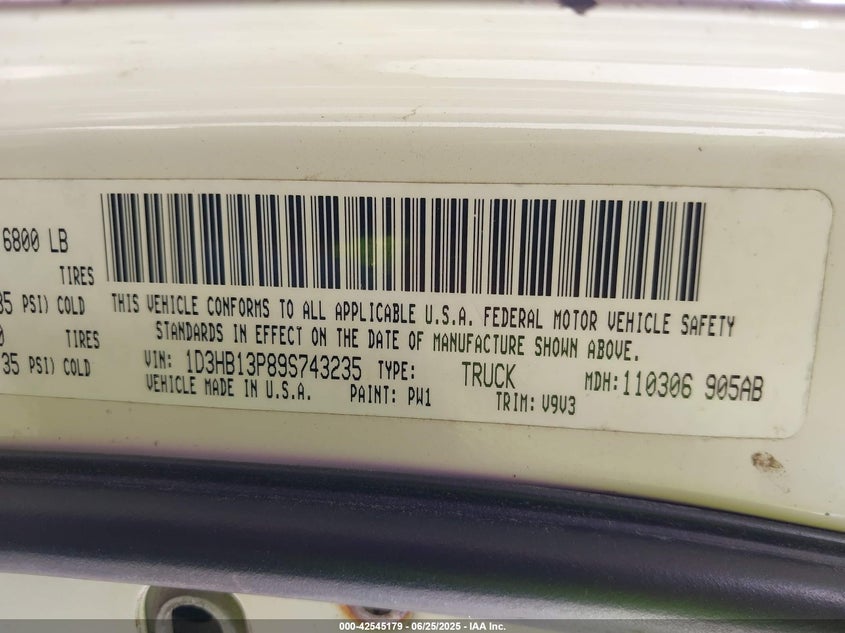 6800 LB
TIRES
35 PSI) COLD
TIRES
35 PSI) COLD
THIS VEHICLE CONFORMS TO ALL APPLICABLE U.S.A. FEDERAL MOTOR VEHICLE SAFETY
STANDARDS IN EFFECT ON THE DATE OF MANUFACTURE SHOWN ABOVE.
VIN: 1D3HB13P89S743235 TYPE: TRUCK MDH: 110306 905AB
VEHICLE MADE IN U.S.A. PAINT: PW1 TRIM: V9V3
000-42545179 - 06/25/2025 - IAA Inc.